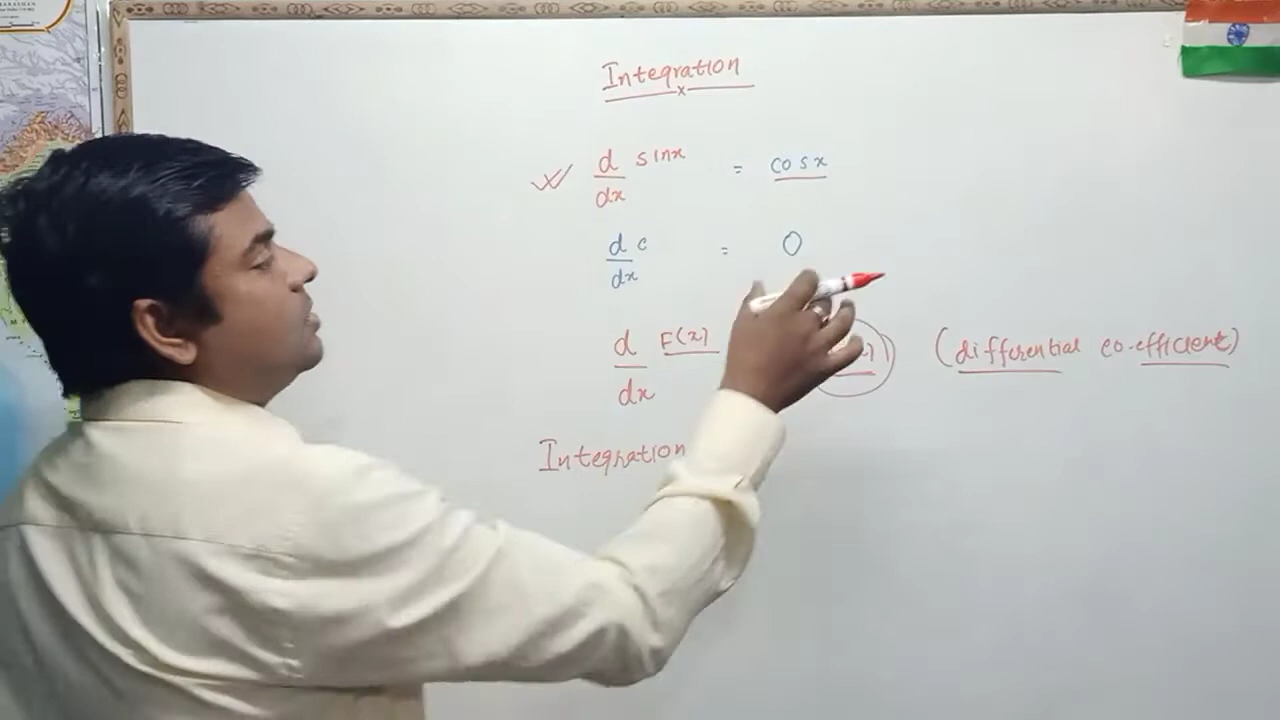 Integration
x
d sinx = cosx
dx
d c = 0
dx
d F(x) (differential co-efficient)
dx
Integration